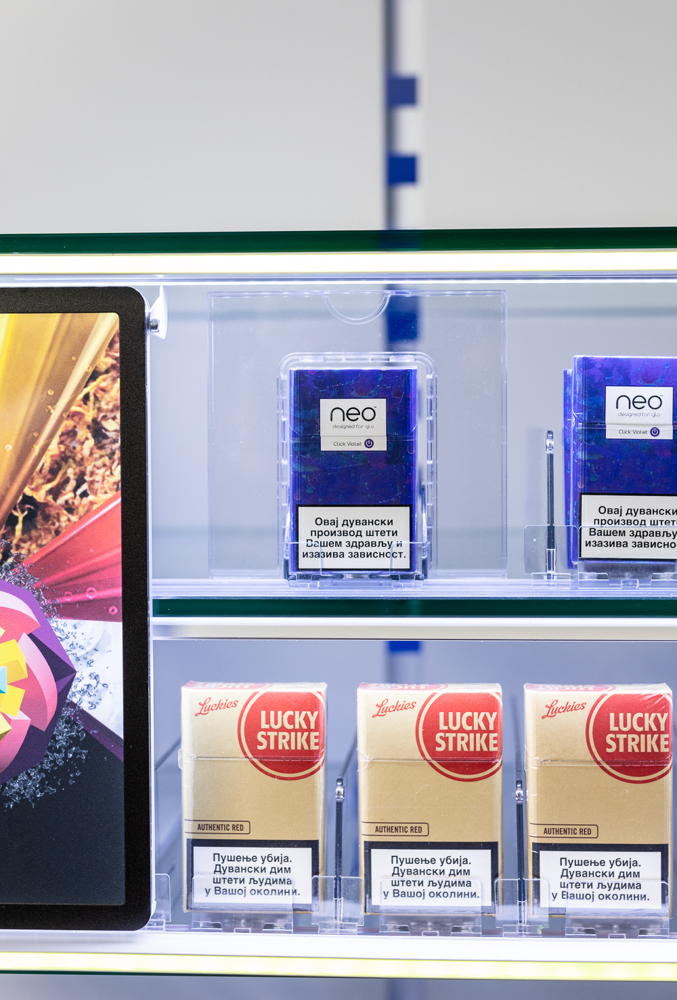 neo™
designed for glo
Click Violet
Овај дувански
производ штети
Вашем здрављу и
изазива зависност.
neo™
designed for glo
Click Violet
Овај дувански
производ штети
Вашем здрављу
изазива
Luckies
LUCKY
STRIKE
AUTHENTIC RED
Пушење убија.
Дувански дим
штети људима
у Вашој околини.
Luckies
LUCKY
STRIKE
AUTHENTIC RED
Пушење убија.
Дувански дим
штети људима
у Вашој околини.
Luckies
LUCKY
STRIKE
AUTHENTIC RED
Пушење убија.
Дувански дим
штети људима
у Вашој околини.